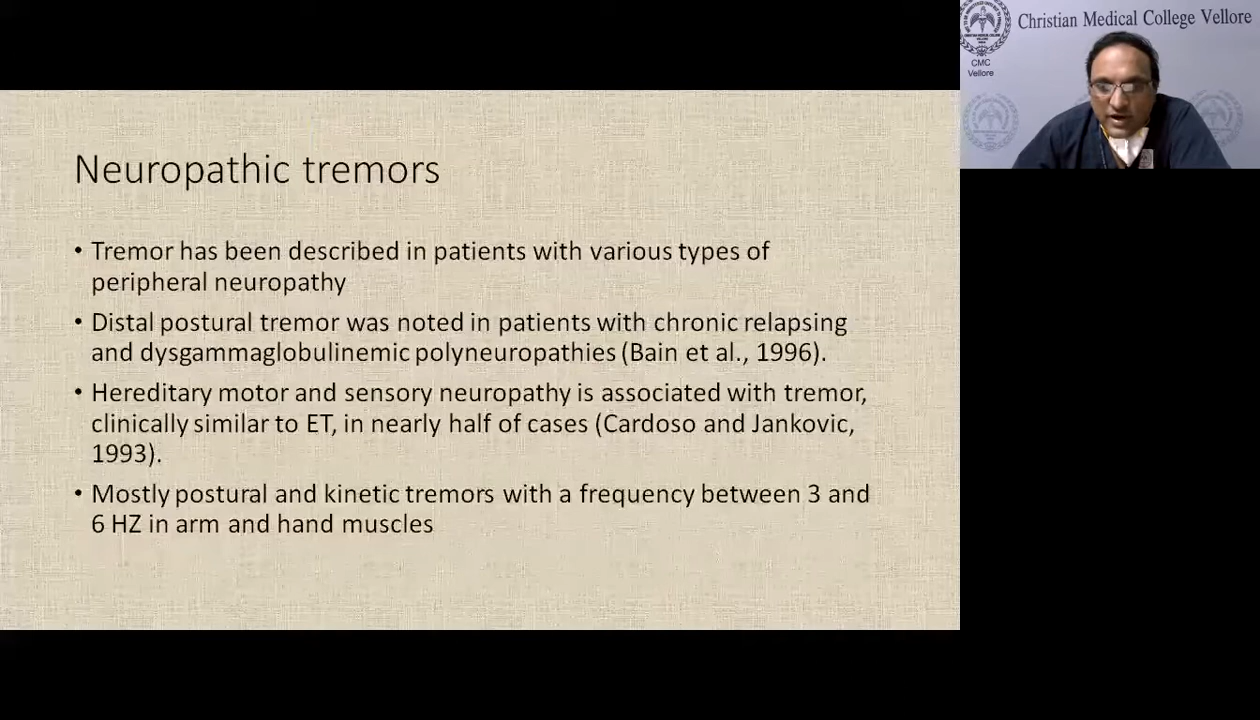 Neuropathic tremors
• Tremor has been described in patients with various types of
peripheral neuropathy
• Distal postural tremor was noted in patients with chronic relapsing
and dysgammaglobulinemic polyneuropathies (Bain et al., 1996).
• Hereditary motor and sensory neuropathy is associated with tremor,
clinically similar to ET, in nearly half of cases (Cardoso and Jankovic,
1993).
• Mostly postural and kinetic tremors with a frequency between 3 and
6 HZ in arm and hand muscles
Christian Medical College Vellore
CMC
Vellore